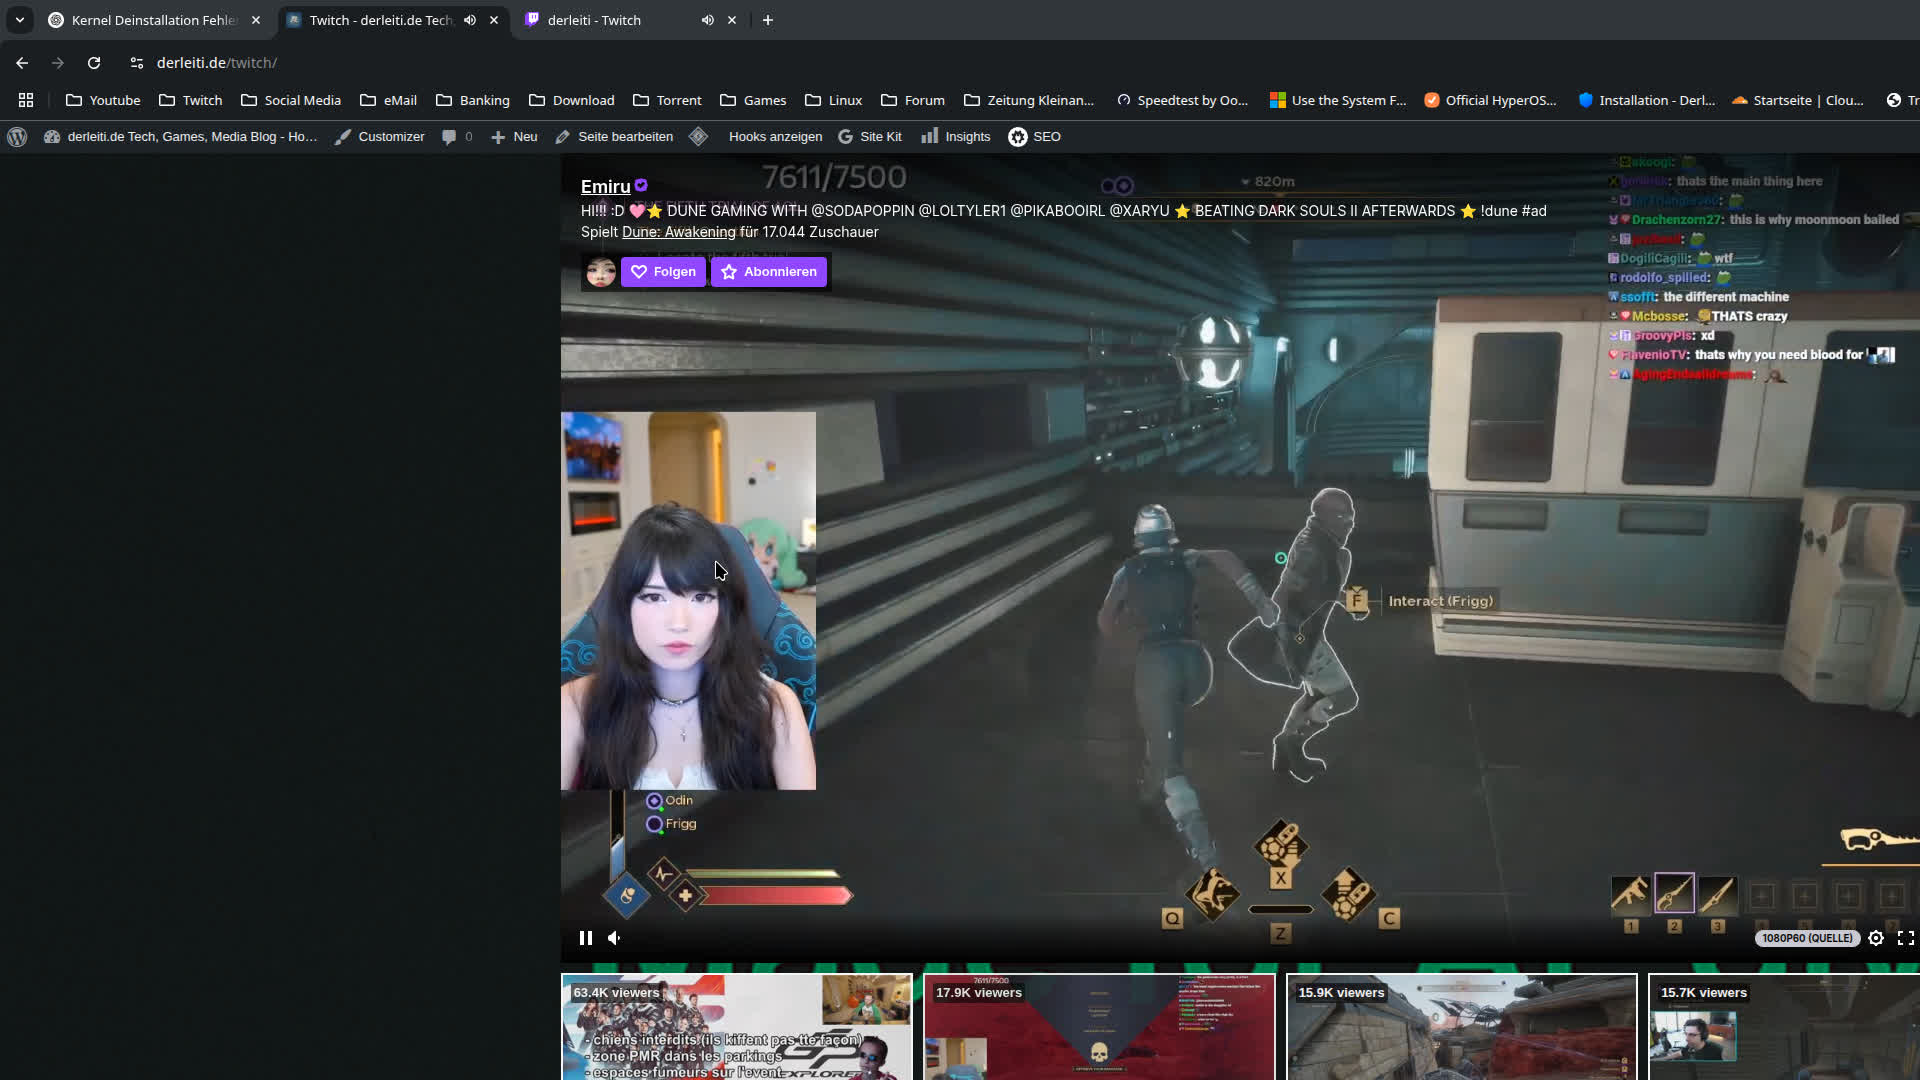 Kernel Deinstallation Fehle
Twitch - derleiti.de Tech,
derleiti - Twitch
derleiti.de/twitch/
Youtube
Twitch
Social Media
eMail
Banking
Download
Torrent
Games
Linux
Forum
Zeitung Kleinan...
Speedtest by Oo...
Use the System F...
Official HyperOS...
Installation - Derl...
Startseite | Clou...
Tr
derleiti.de Tech, Games, Media Blog - Ho...
Customizer
0
Neu
Seite bearbeiten
Hooks anzeigen
Site Kit
Insights
SEO
7611/7500
820m
Emiru
HI!!! :D 🩷⭐ DUNE GAMING WITH @SODAPOPPIN @LOLTYLER1 @PIKABOOIRL @XARYU ⭐ BEATING DARK SOULS II AFTERWARDS ⭐ !dune #ad
Spielt Dune: Awakening für 17.044 Zuschauer
Folgen
Abonnieren
thats the main thing here
Drachenzorn27: this is why moonmoon bailed
DogiliCagili: wtf
rodolfo_spilled:
ssoffi: the different machine
Mcbosse: THATS crazy
GroovyPls: xd
FlavenioTV: thats why you need blood for
F
Interact (Frigg)
Odin
Frigg
Q
X
Z
C
1
2
3
1080P60 (QUELLE)
63.4K viewers
- chiens interdits (ils kiffent pas tte façon)
- zone PMR dans les parkings
- espaces fumeurs sur l'event
GP
EXPLORER
17.9K viewers
7611/7500
15.9K viewers
15.7K viewers